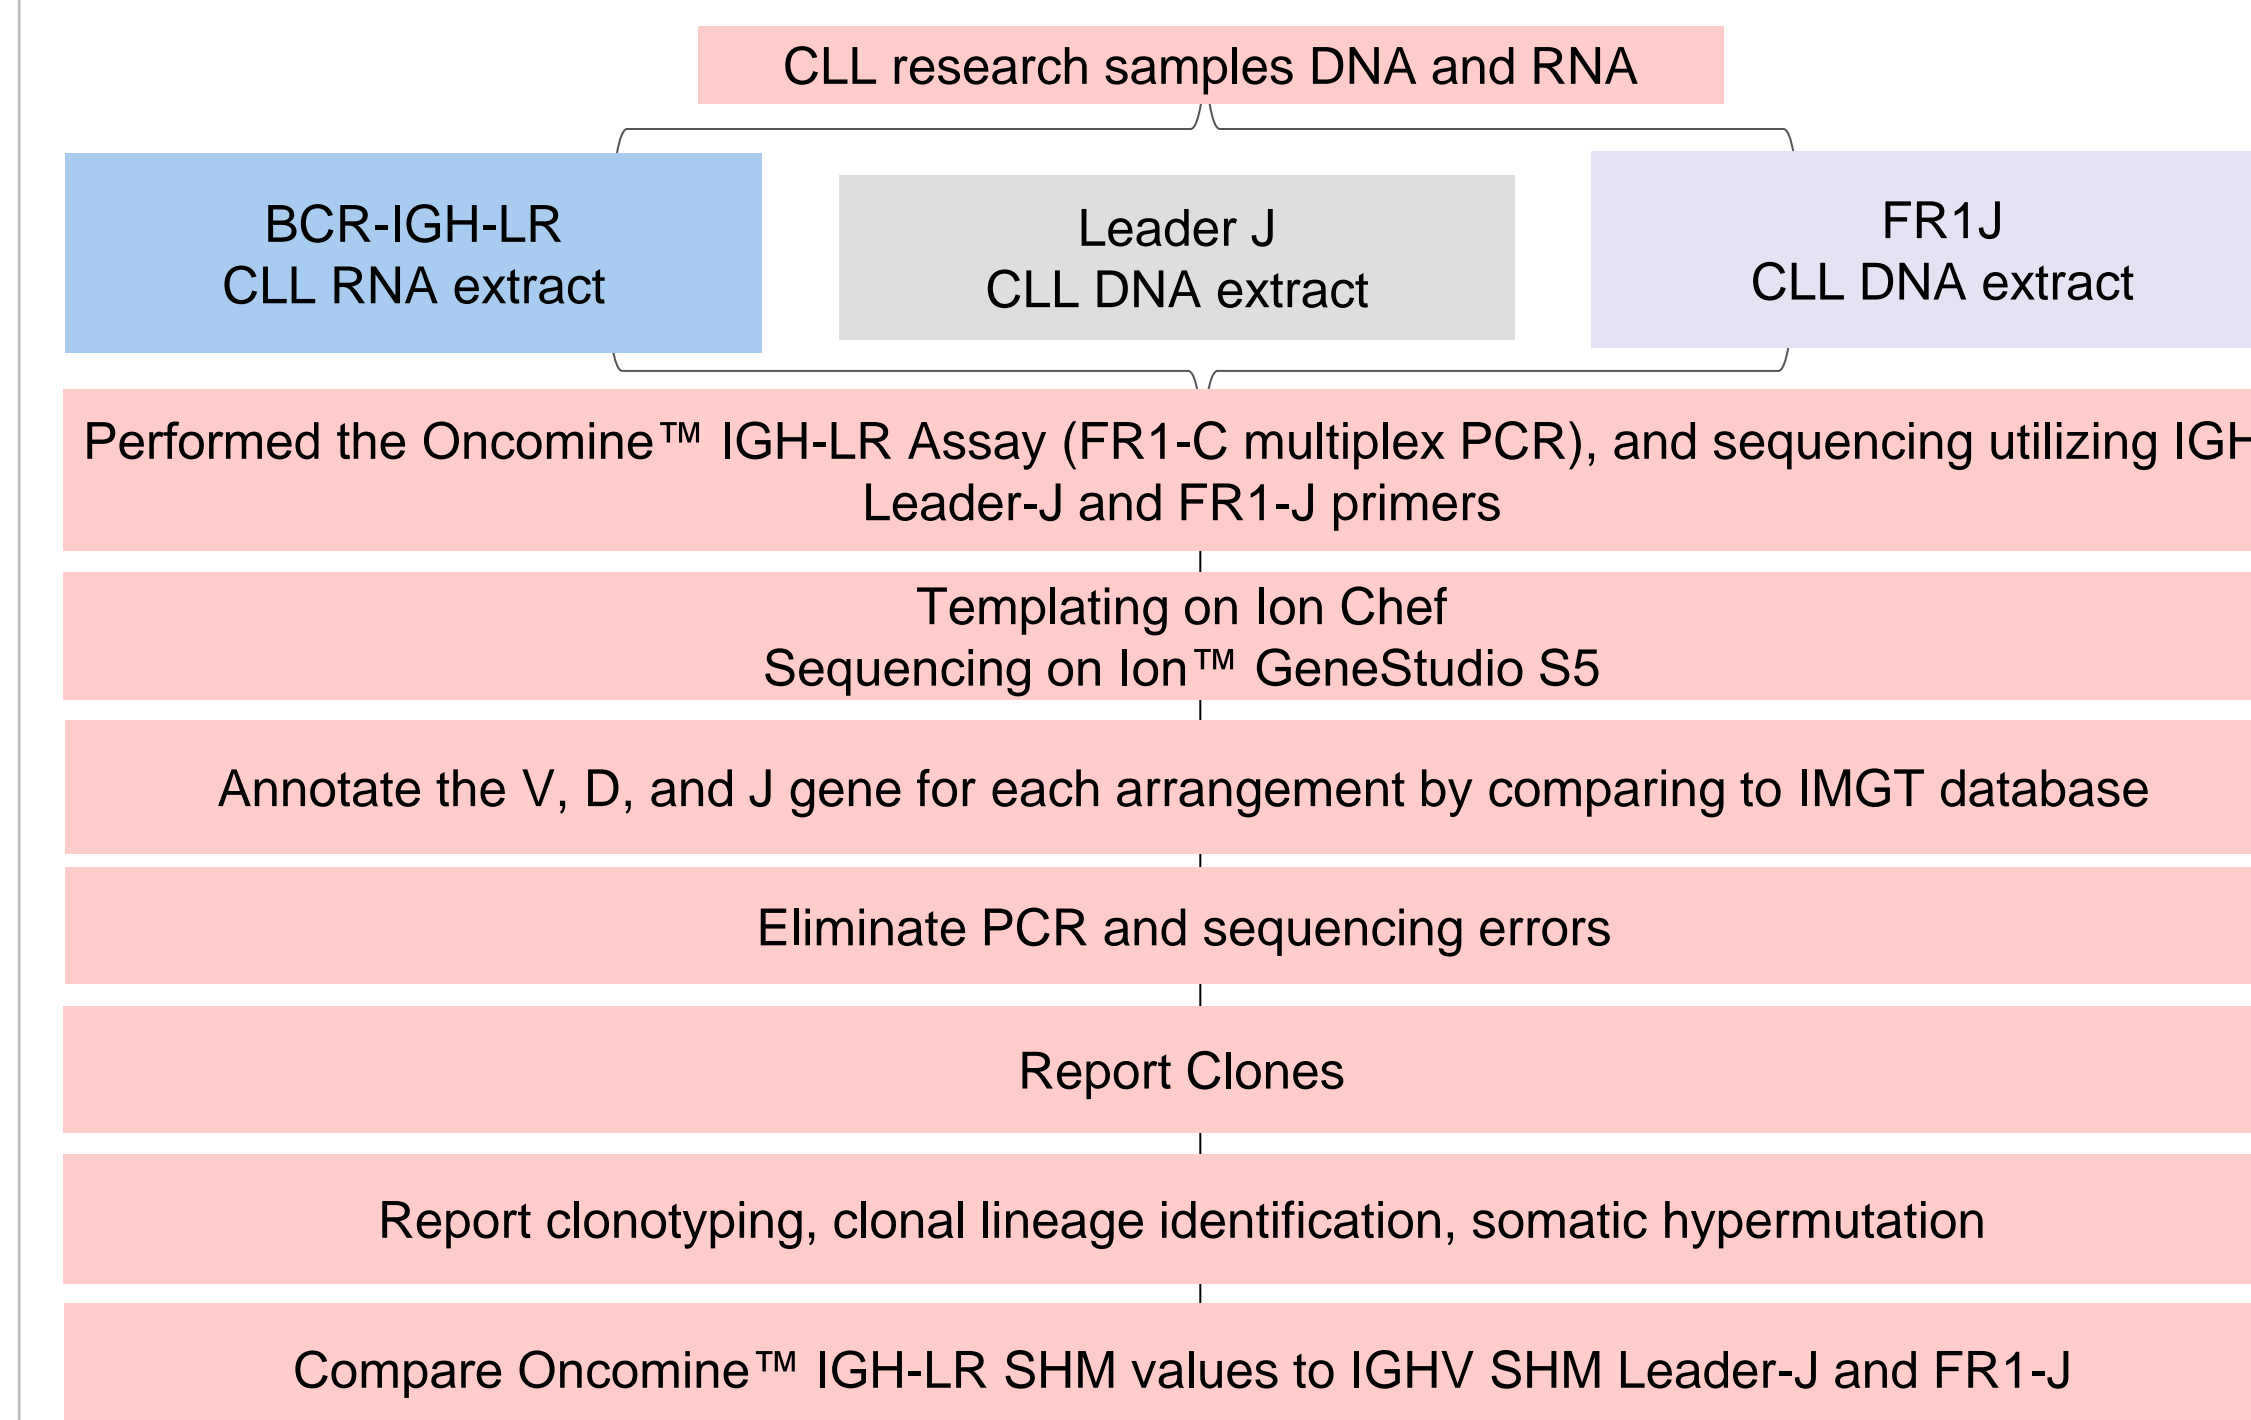 CLL research samples DNA and RNA
BCR-IGH-LR
CLL RNA extract
Leader J
CLL DNA extract
FR1J
CLL DNA extract
Performed the Oncomine™ IGH-LR Assay (FR1-C multiplex PCR), and sequencing utilizing IGH
Leader-J and FR1-J primers
Templating on Ion Chef
Sequencing on Ion™ GeneStudio S5
Annotate the V, D, and J gene for each arrangement by comparing to IMGT database
Eliminate PCR and sequencing errors
Report Clones
Report clonotyping, clonal lineage identification, somatic hypermutation
Compare Oncomine™ IGH-LR SHM values to IGHV SHM Leader-J and FR1-J